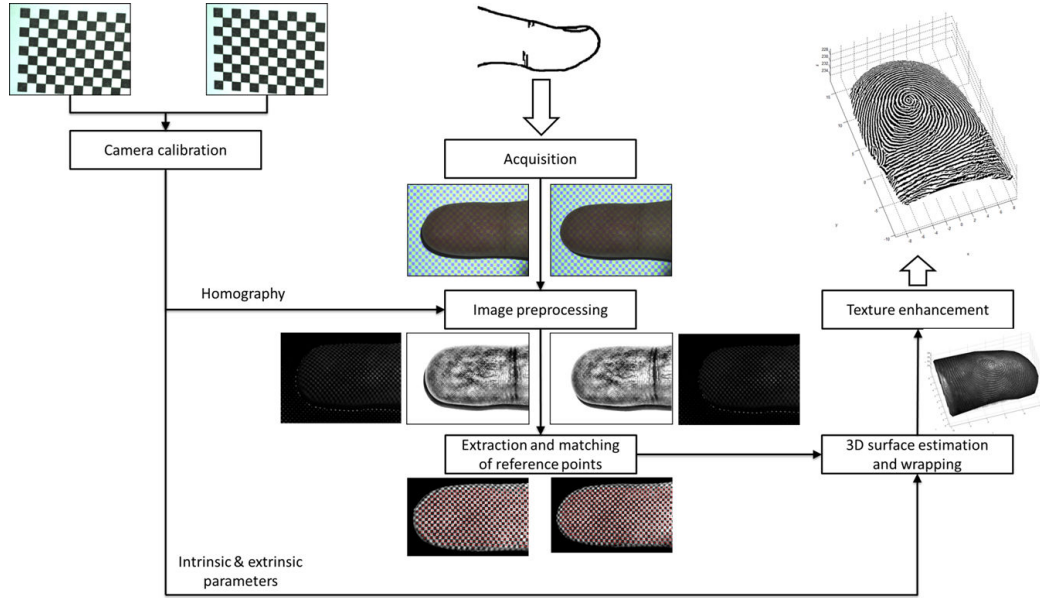 Camera calibration
Acquisition
Homography
Image preprocessing
Texture enhancement
Extraction and matching
of reference points
3D surface estimation
and wrapping
Intrinsic & extrinsic
parameters